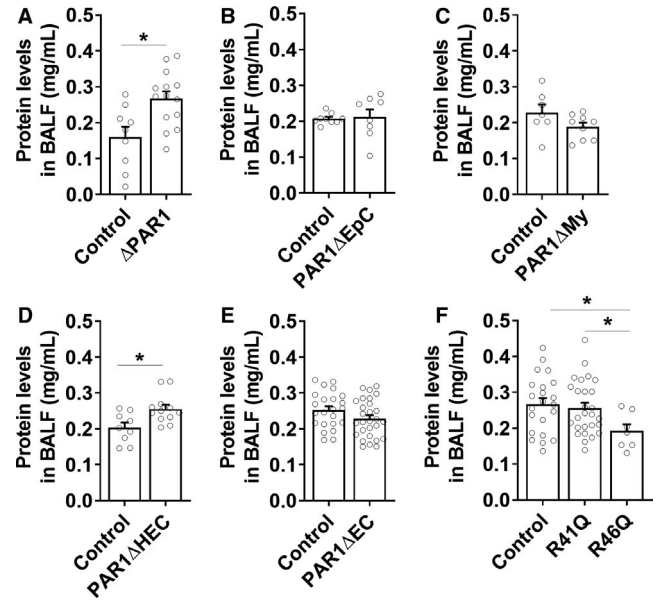 A
Protein levels
in BALF (mg/mL)
0.5
0.4
0.3
0.2
0.1
0.0
*
Control
ΔPAR1
B
Protein levels
in BALF (mg/mL)
0.5
0.4
0.3
0.2
0.1
0.0
Control
PAR1ΔEpC
C
Protein levels
in BALF (mg/mL)
0.5
0.4
0.3
0.2
0.1
0.0
Control
PAR1ΔMy
D
Protein levels
in BALF (mg/mL)
0.5
0.4
0.3
0.2
0.1
0.0
*
Control
PAR1ΔHEC
E
Protein levels
in BALF (mg/mL)
0.5
0.4
0.3
0.2
0.1
0.0
Control
PAR1ΔEC
F
Protein levels
in BALF (mg/mL)
0.5
0.4
0.3
0.2
0.1
0.0
*
*
Control
R41Q
R46Q